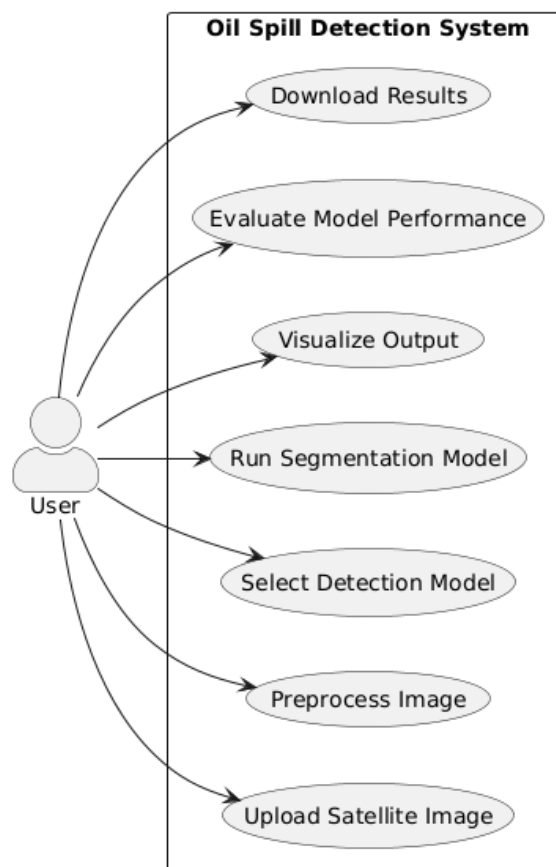 Oil Spill Detection System
Download Results
Evaluate Model Performance
Visualize Output
Run Segmentation Model
User
Select Detection Model
Preprocess Image
Upload Satellite Image